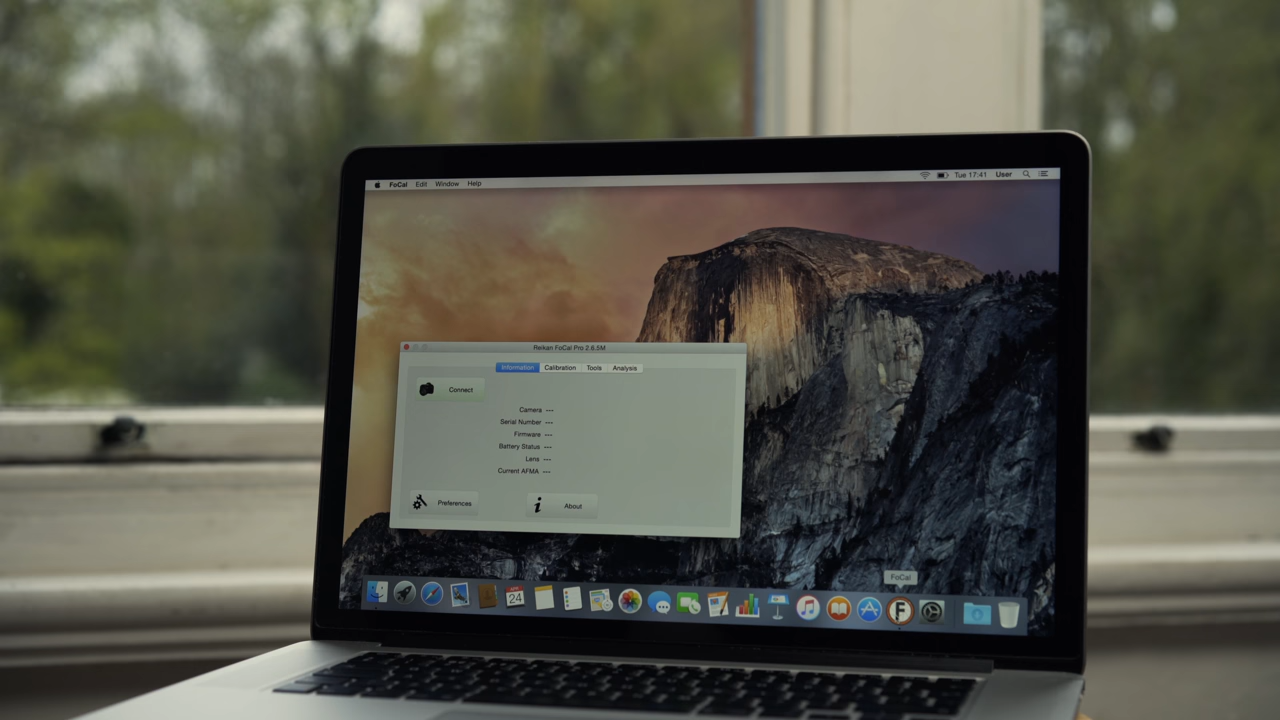 FoCal Edit Window Help Tue 17:41 User
Reikan FoCal Pro 2.6.5M
Information Calibration Tools Analysis
Connect
Camera ---
Serial Number ---
Firmware ---
Battery Status ---
Lens ---
Current AFMA ---
Preferences About
FoCal
24
F